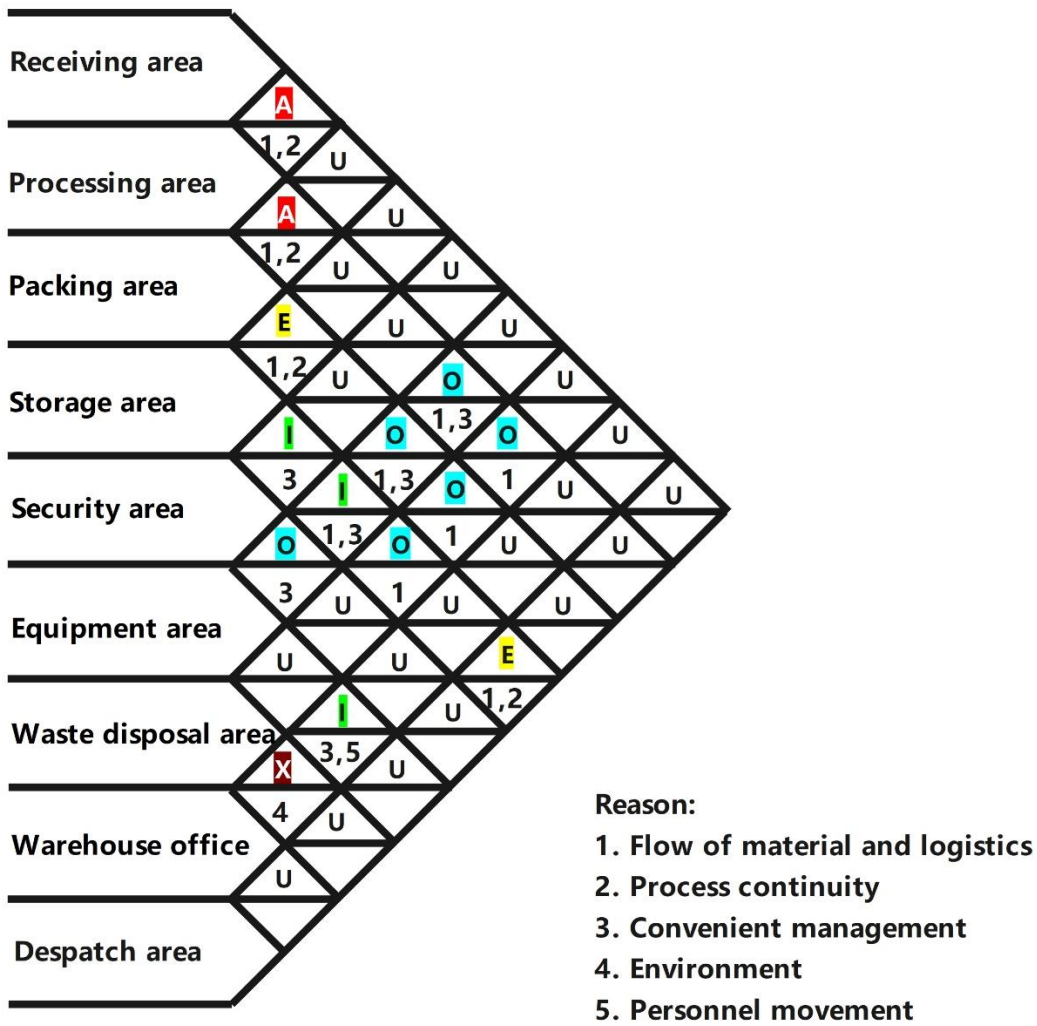 Receiving area
A
1,2 U
Processing area
A U
1,2 U U
Packing area
E U U
1,2 U O U
Storage area
1,3
I O O U
3 I 1,3 O 1 U U
Security area
O 1,3 O 1 U U
3 U 1 U U
Equipment area
U U E
I U 1,2
Waste disposal area
X 3,5 U
4 U
Warehouse office
U
Despatch area
Reason:
1. Flow of material and logistics
2. Process continuity
3. Convenient management
4. Environment
5. Personnel movement